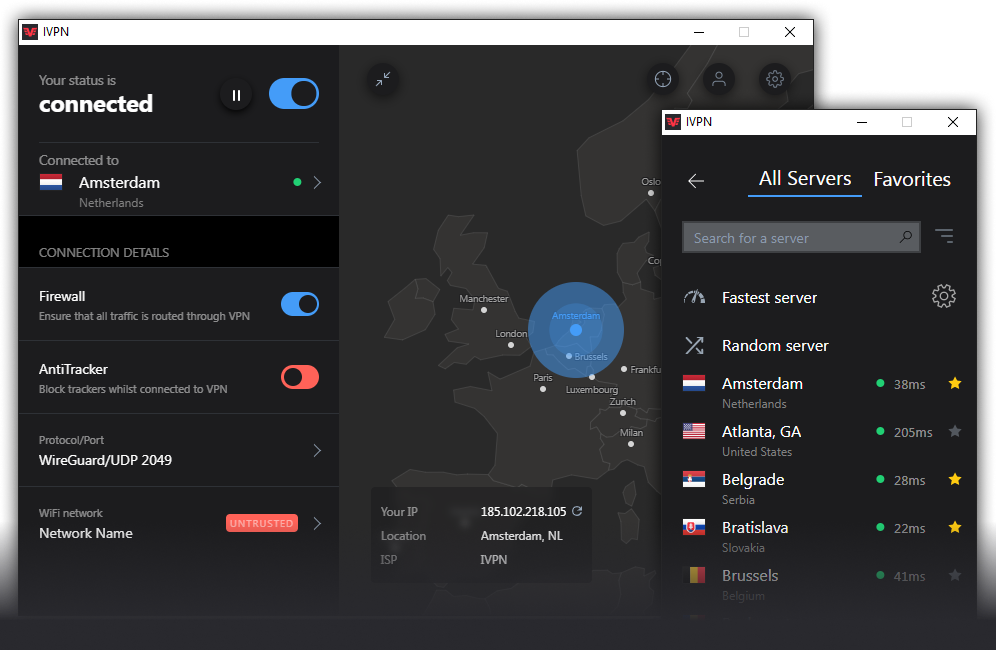 IVPN
Your status is
connected
Connected to
Amsterdam
Netherlands
CONNECTION DETAILS
Firewall
Ensure that all traffic is routed through VPN
AntiTracker
Block trackers whilst connected to VPN
Protocol/Port
WireGuard/UDP 2049
WiFi network
Network Name
UNTRUSTED
Oslo
Cop
Manchester
Amsterdam
London
Brussels
Paris
Frankfu
Luxembourg
Zurich
Milan
Your IP 185.102.218.105
Location Amsterdam, NL
ISP IVPN
IVPN
All Servers Favorites
Search for a server
Fastest server
Random server
Amsterdam 38ms
Netherlands
Atlanta, GA 205ms
United States
Belgrade 28ms
Serbia
Bratislava 22ms
Slovakia
Brussels 41ms
Belgium